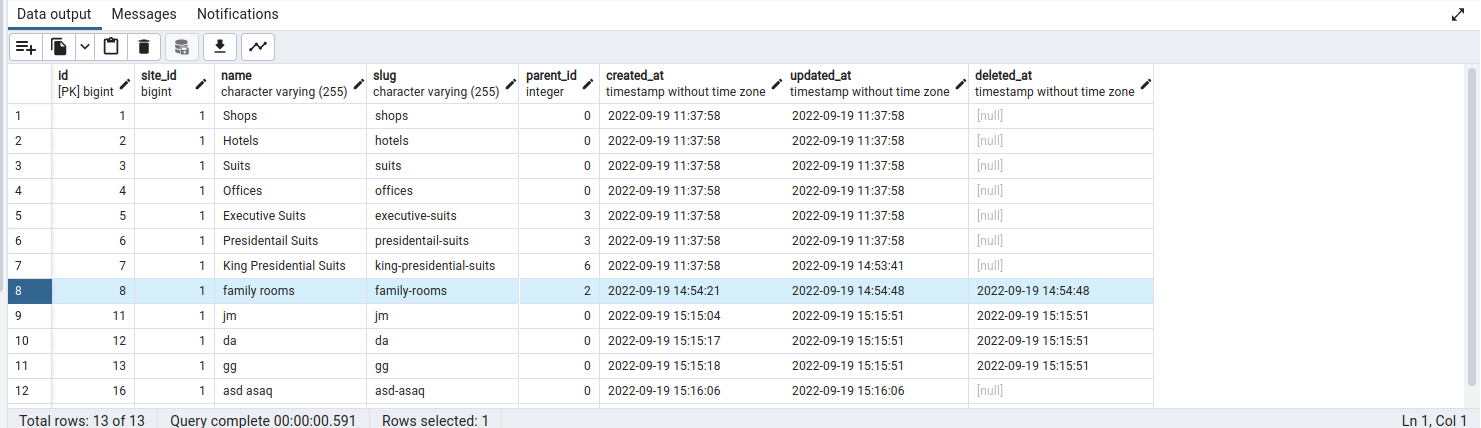 Data output Messages Notifications
id site_id name slug parent_id created_at updated_at deleted_at
[PK] bigint bigint character varying (255) character varying (255) integer timestamp without time zone timestamp without time zone timestamp without time zone
1 1 1 Shops shops 0 2022-09-19 11:37:58 2022-09-19 11:37:58 [null]
2 2 1 Hotels hotels 0 2022-09-19 11:37:58 2022-09-19 11:37:58 [null]
3 3 1 Suits suits 0 2022-09-19 11:37:58 2022-09-19 11:37:58 [null]
4 4 1 Offices offices 0 2022-09-19 11:37:58 2022-09-19 11:37:58 [null]
5 5 1 Executive Suits executive-suits 3 2022-09-19 11:37:58 2022-09-19 11:37:58 [null]
6 6 1 Presidentail Suits presidentail-suits 3 2022-09-19 11:37:58 2022-09-19 11:37:58 [null]
7 7 1 King Presidential Suits king-presidential-suits 6 2022-09-19 11:37:58 2022-09-19 14:53:41 [null]
8 8 1 family rooms family-rooms 2 2022-09-19 14:54:21 2022-09-19 14:54:48 2022-09-19 14:54:48
9 11 1 jm jm 0 2022-09-19 15:15:04 2022-09-19 15:15:51 2022-09-19 15:15:51
10 12 1 da da 0 2022-09-19 15:15:17 2022-09-19 15:15:51 2022-09-19 15:15:51
11 13 1 gg gg 0 2022-09-19 15:15:18 2022-09-19 15:15:51 2022-09-19 15:15:51
12 16 1 asd asaq asd-asaq 0 2022-09-19 15:16:06 2022-09-19 15:16:06 [null]
Total rows: 13 of 13 Query complete 00:00:00.591 Rows selected: 1 Ln 1, Col 1